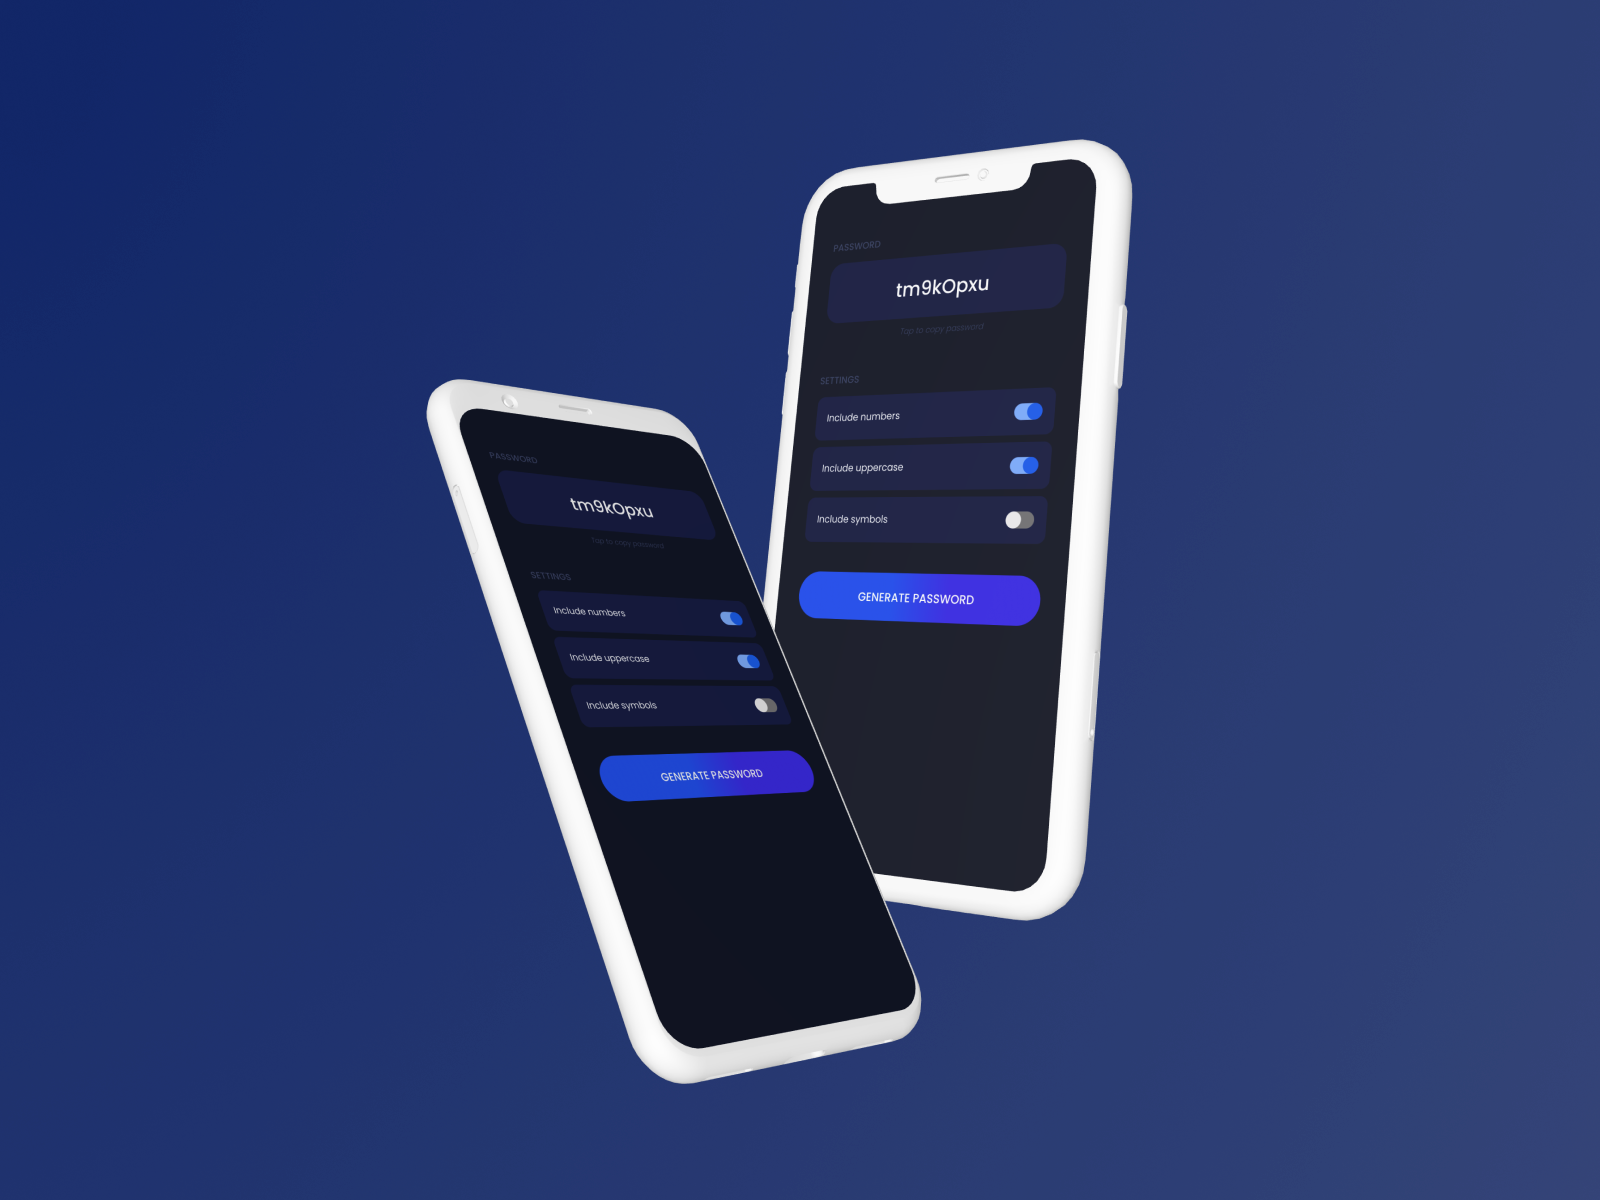 PASSWORD
tm9kOpxu
Tap to copy password
SETTINGS
Include numbers
Include uppercase
Include symbols
GENERATE PASSWORD
PASSWORD
tm9kOpxu
Tap to copy password
SETTINGS
Include numbers
Include uppercase
Include symbols
GENERATE PASSWORD